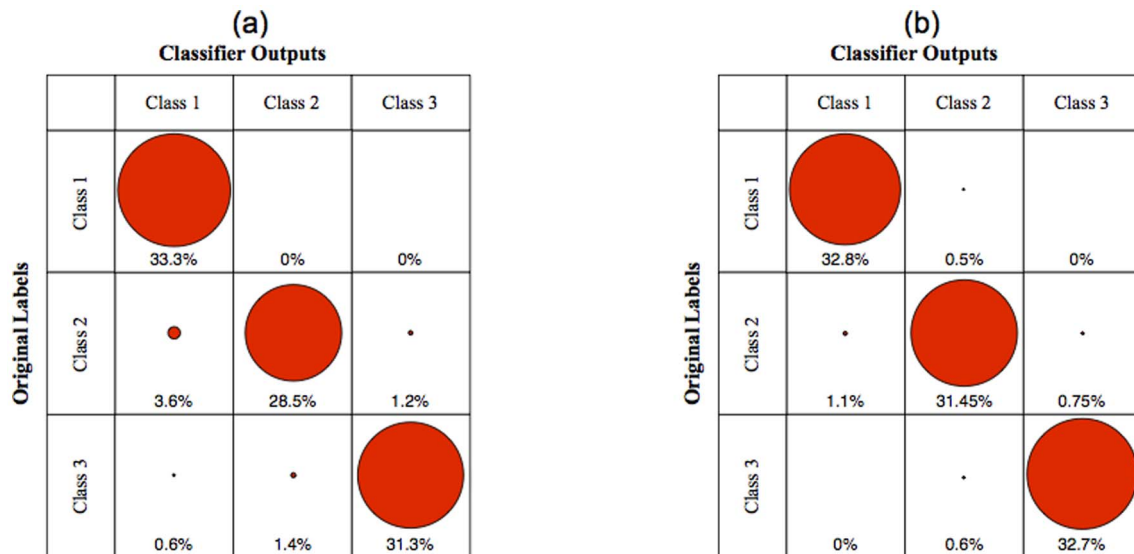 (a)
Classifier Outputs
Class 1 Class 2 Class 3
Original Labels
Class 1
33.3% 0% 0%
Class 2
3.6% 28.5% 1.2%
Class 3
0.6% 1.4% 31.3%
(b)
Classifier Outputs
Class 1 Class 2 Class 3
Original Labels
Class 1
32.8% 0.5% 0%
Class 2
1.1% 31.45% 0.75%
Class 3
0% 0.6% 32.7%